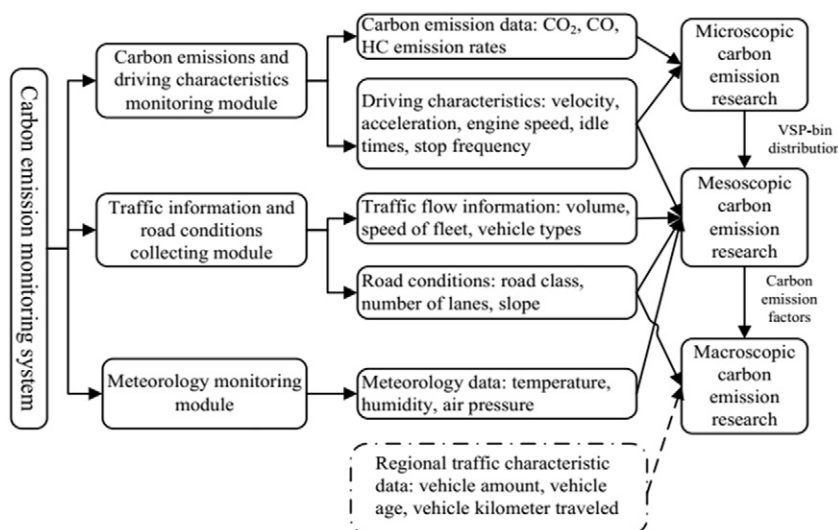 Carbon emission monitoring system
Carbon emissions and
driving characteristics
monitoring module
Traffic information and
road conditions
collecting module
Meteorology monitoring
module
Carbon emission data: CO₂, CO,
HC emission rates
Driving characteristics: velocity,
acceleration, engine speed, idle
times, stop frequency
Traffic flow information: volume,
speed of fleet, vehicle types
Road conditions: road class,
number of lanes, slope
Meteorology data: temperature,
humidity, air pressure
Regional traffic characteristic
data: vehicle amount, vehicle
age, vehicle kilometer traveled
Microscopic
carbon
emission
research
VSP-bin
distribution
Mesoscopic
carbon
emission
research
Carbon
emission
factors
Macroscopic
carbon
emission
research